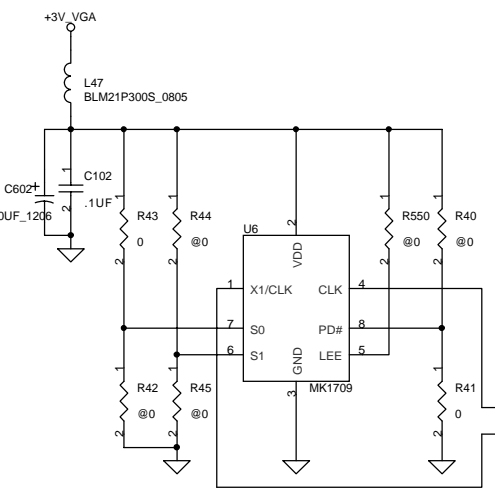 +3V_VGA
L47
BLM21P300S_0805
1
C602+
C102
2
.1UF
0UF_1206
1
R43
0
2
1
R44
@0
2
U6
2
VDD
1
R550
@0
2
1
R40
@0
2
1
X1/CLK
CLK
4
7
S0
PD#
8
6
S1
LEE
5
GND
3
MK1709
1
R42
@0
2
1
R45
@0
2
1
R41
0
2